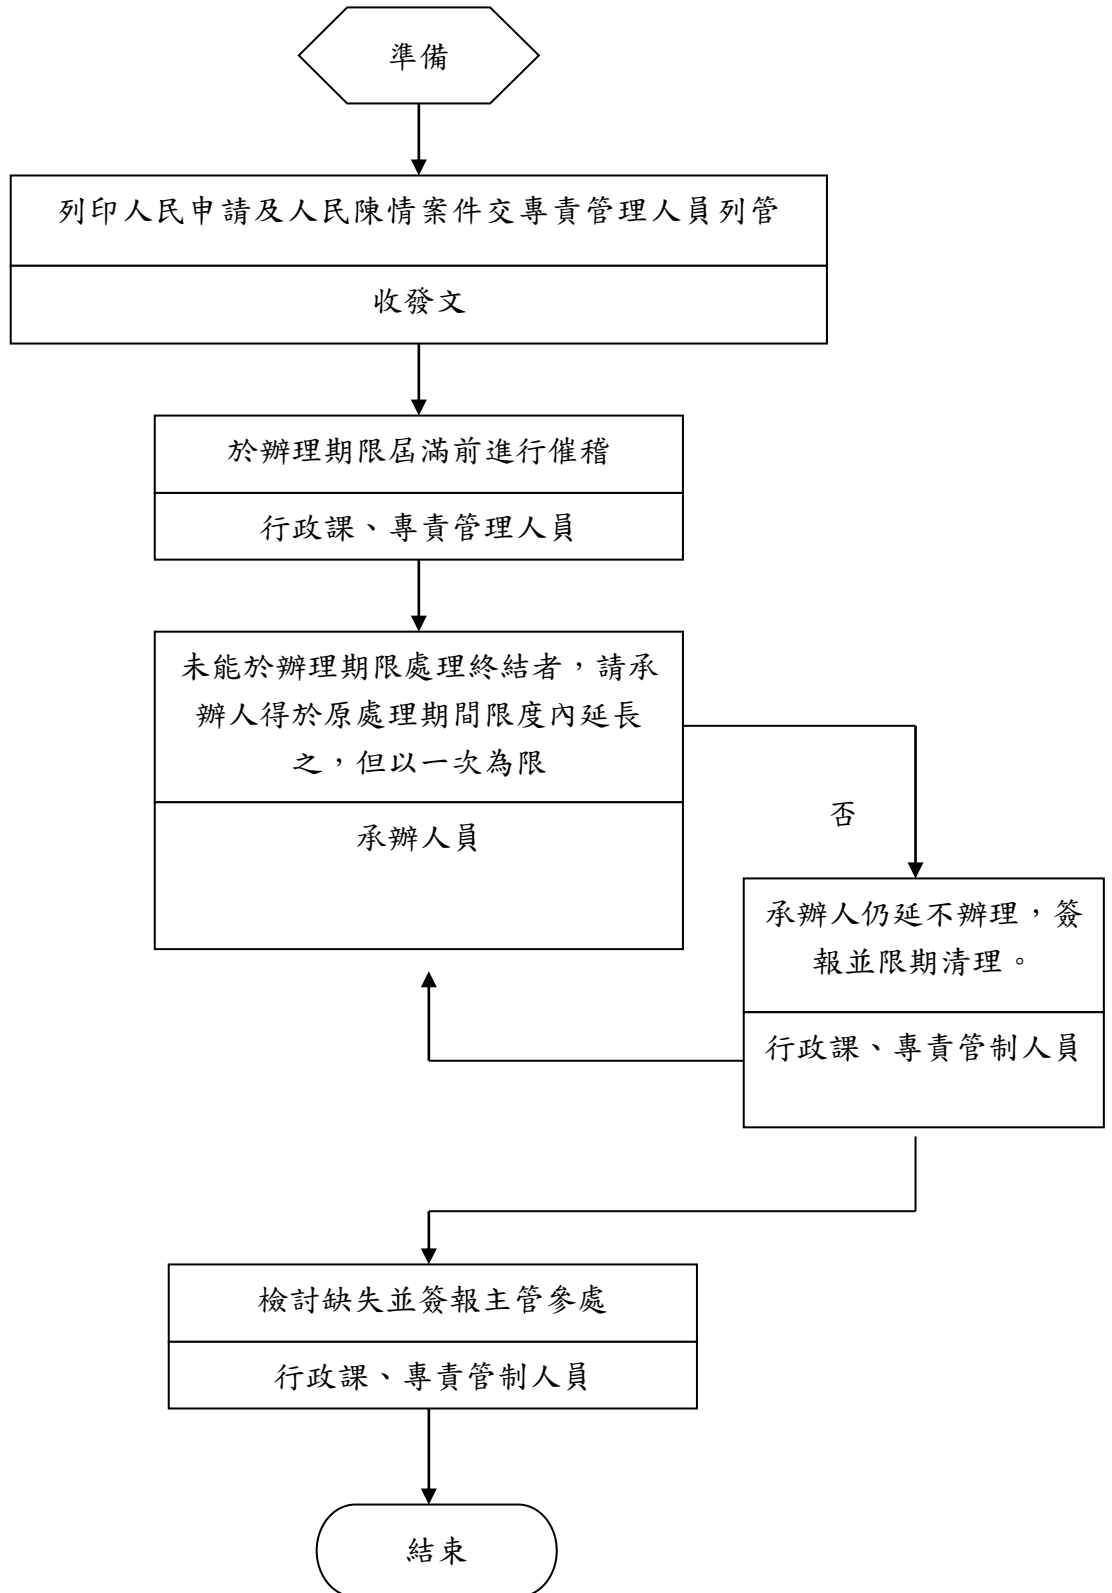 準備
列印人民申請及人民陳情案件交專責管理人員列管
收發文
於辦理期限屆滿前進行催稽
行政課、專責管理人員
未能於辦理期限處理終結者，請承
辦人得於原處理期間限度內延長
之，但以一次為限
承辦人員
否
承辦人仍延不辦理，簽
報並限期清理。
行政課、專責管制人員
檢討缺失並簽報主管參處
行政課、專責管制人員
結束